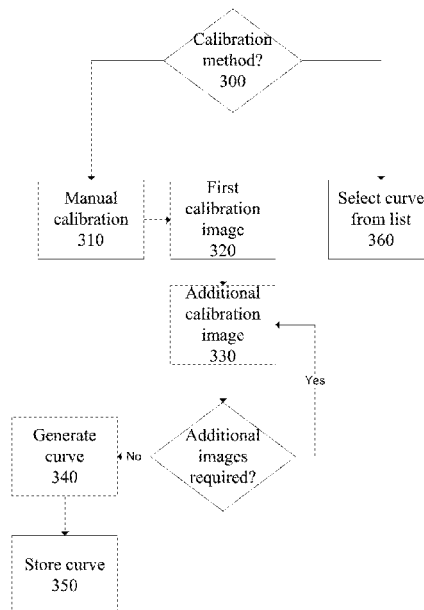 Calibration
method?
300
Manual
calibration
310
First
calibration
image
320
Select curve
from list
360
Additional
calibration
image
330
Yes
Generate
curve
340
No
Additional
images
required?
Store curve
350